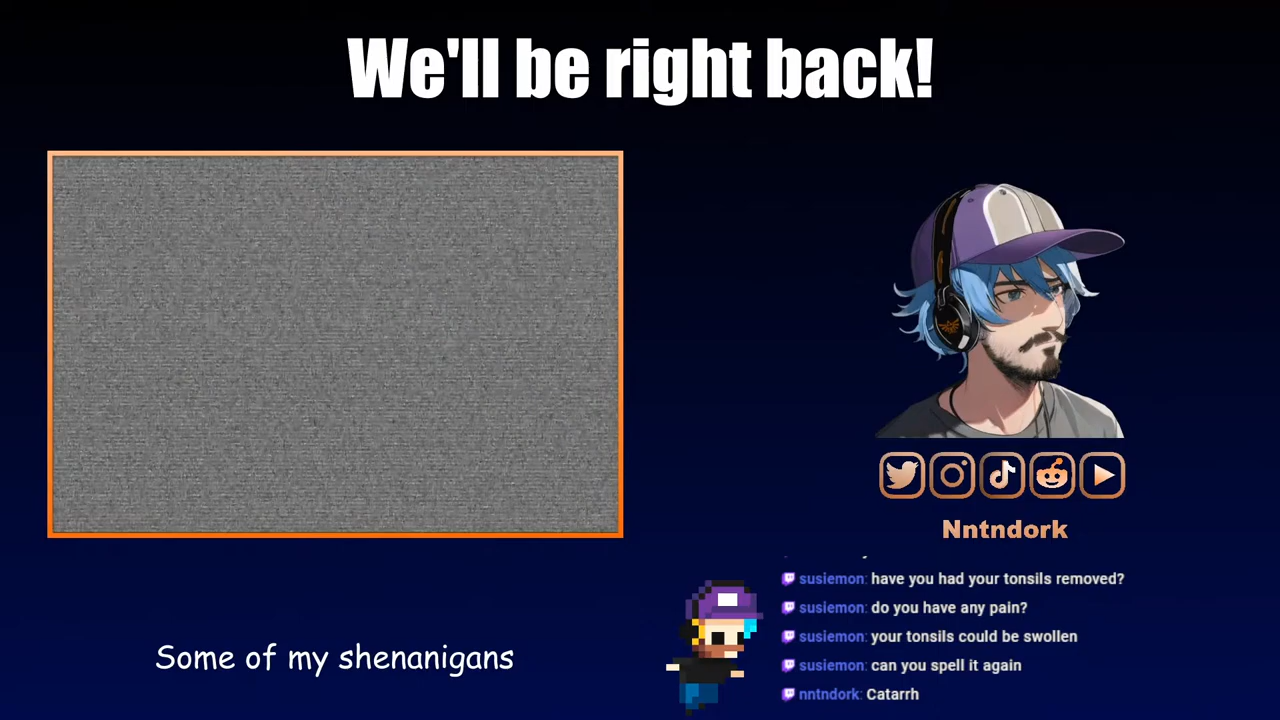 We'll be right back!
Nntndork
susiemon: have you had your tonsils removed?
susiemon: do you have any pain?
susiemon: your tonsils could be swollen
susiemon: can you spell it again
nntndork: Catarrh
Some of my shenanigans